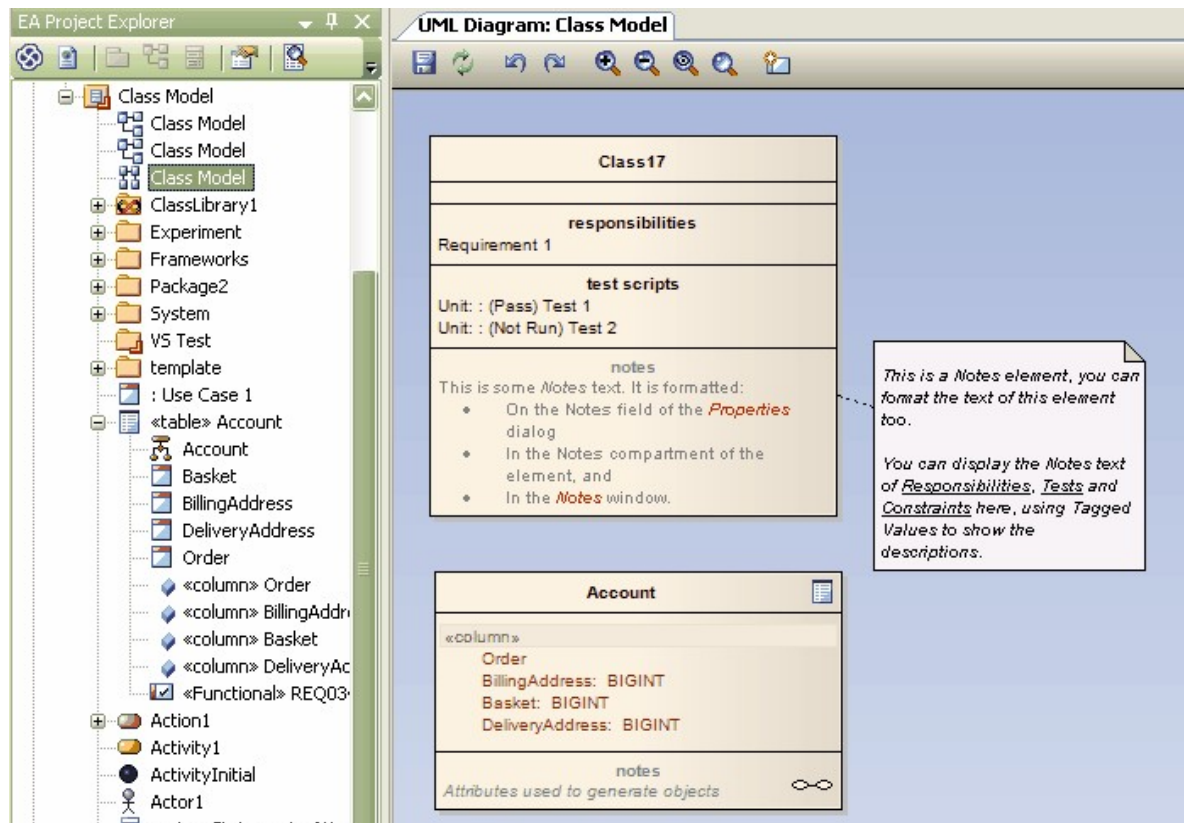 EA Project Explorer
Class Model
Class Model
Class Model
Class Model
ClassLibrary1
Experiment
Frameworks
Package2
System
VS Test
template
: Use Case 1
«table» Account
Account
Basket
BillingAddress
DeliveryAddress
Order
«column» Order
«column» BillingAddr
«column» Basket
«column» DeliveryAc
«Functional» REQ03
Action1
Activity1
ActivityInitial
Actor1
UML Diagram: Class Model
Class17
responsibilities
Requirement 1
test scripts
Unit: : (Pass) Test 1
Unit: : (Not Run) Test 2
notes
This is some Notes text. It is formatted:
• On the Notes field of the Properties
dialog
• In the Notes compartment of the
element, and
• In the Notes window.
This is a Notes element, you can
format the text of this element
too.
You can display the Notes text
of Responsibilities, Tests and
Constraints here, using Tagged
Values to show the
descriptions.
Account
«column»
Order
BillingAddress: BIGINT
Basket: BIGINT
DeliveryAddress: BIGINT
notes
Attributes used to generate objects